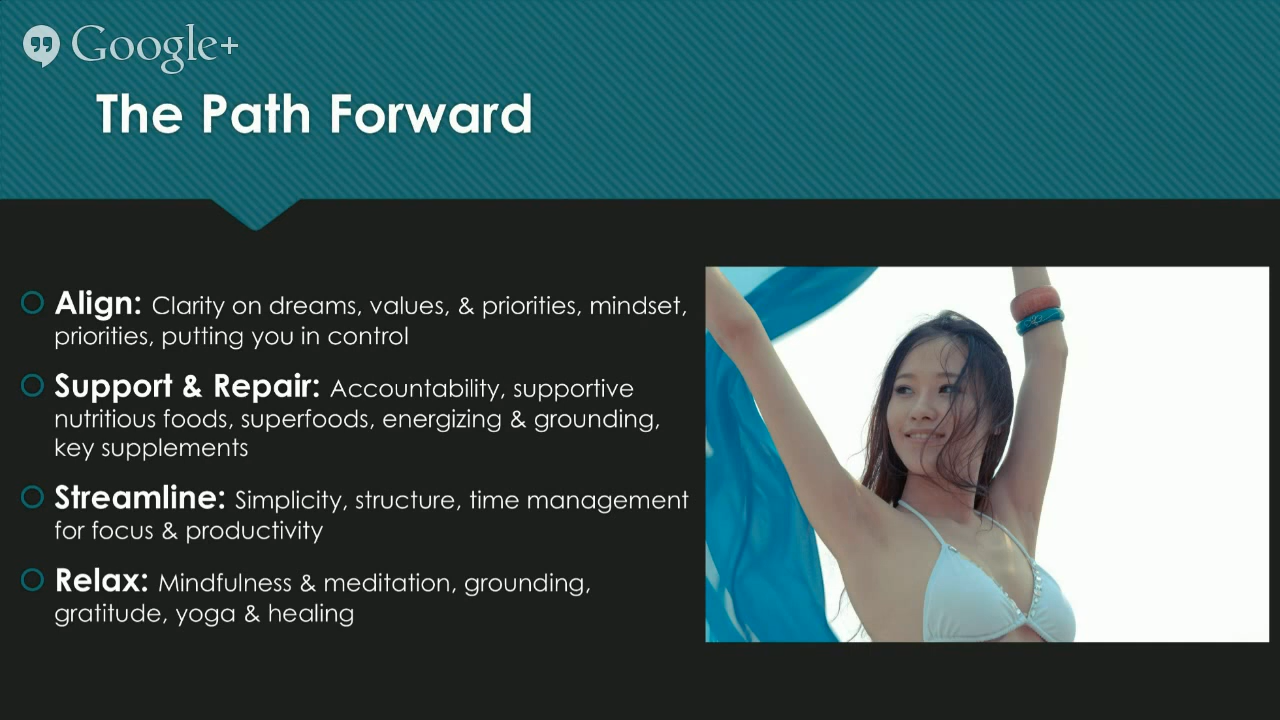 Google+
The Path Forward
Align: Clarity on dreams, values, & priorities, mindset,
priorities, putting you in control
Support & Repair: Accountability, supportive
nutritious foods, superfoods, energizing & grounding,
key supplements
Streamline: Simplicity, structure, time management
for focus & productivity
Relax: Mindfulness & meditation, grounding,
gratitude, yoga & healing